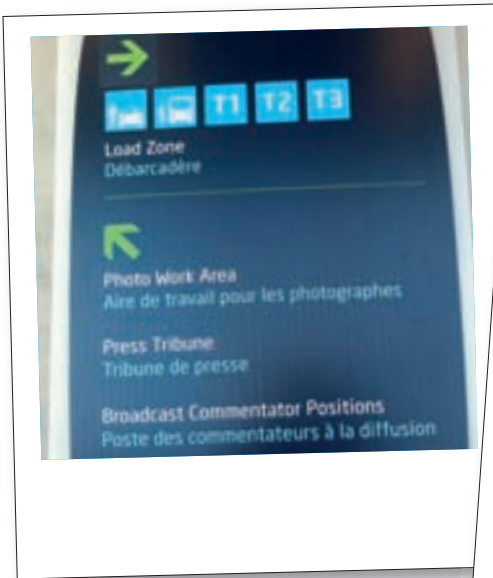 T1 T2 T3
Load Zone
Débarcadère
Photo Work Area
Aire de travail pour les photographes
Press Tribune
Tribune de presse
Broadcast Commentator Positions
Poste des commentateurs à la diffusion